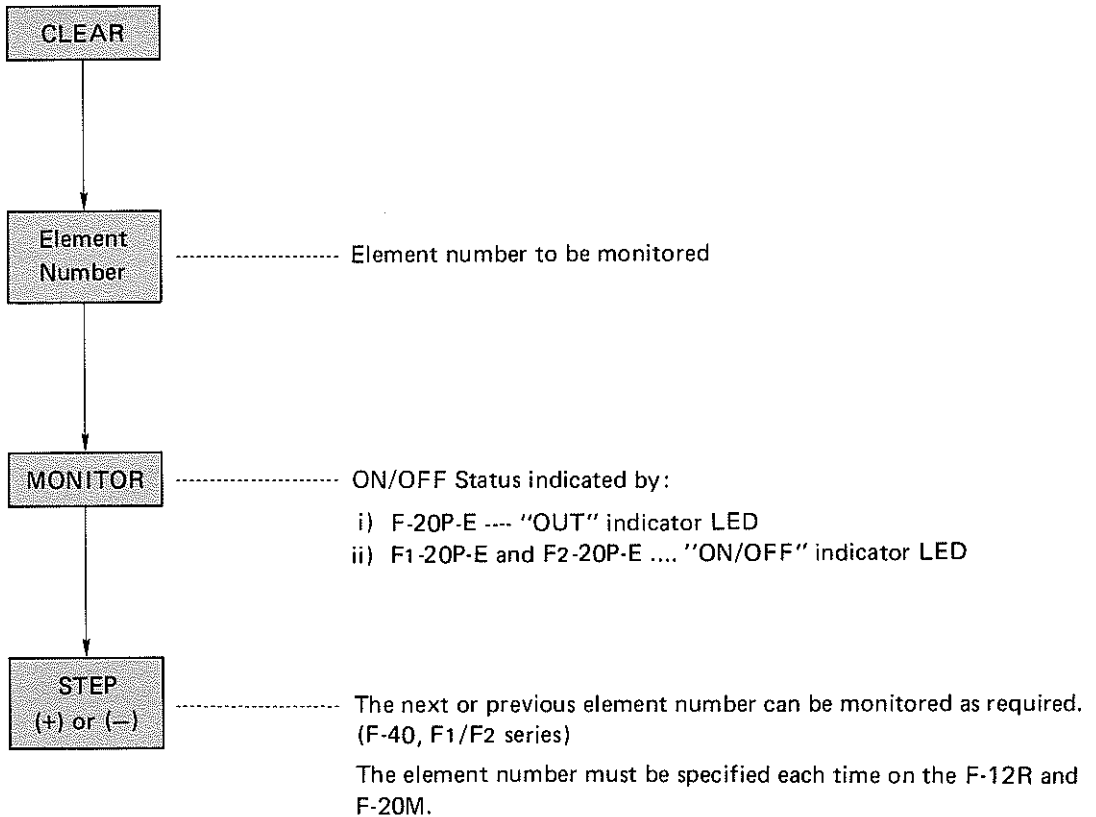 CLEAR
Element
Number
Element number to be monitored
MONITOR
ON/OFF Status indicated by:
i) F-20P-E ---- "OUT" indicator LED
ii) F1-20P-E and F2-20P-E .... "ON/OFF" indicator LED
STEP
(+) or (−)
The next or previous element number can be monitored as required.
(F-40, F1/F2 series)
The element number must be specified each time on the F-12R and
F-20M.